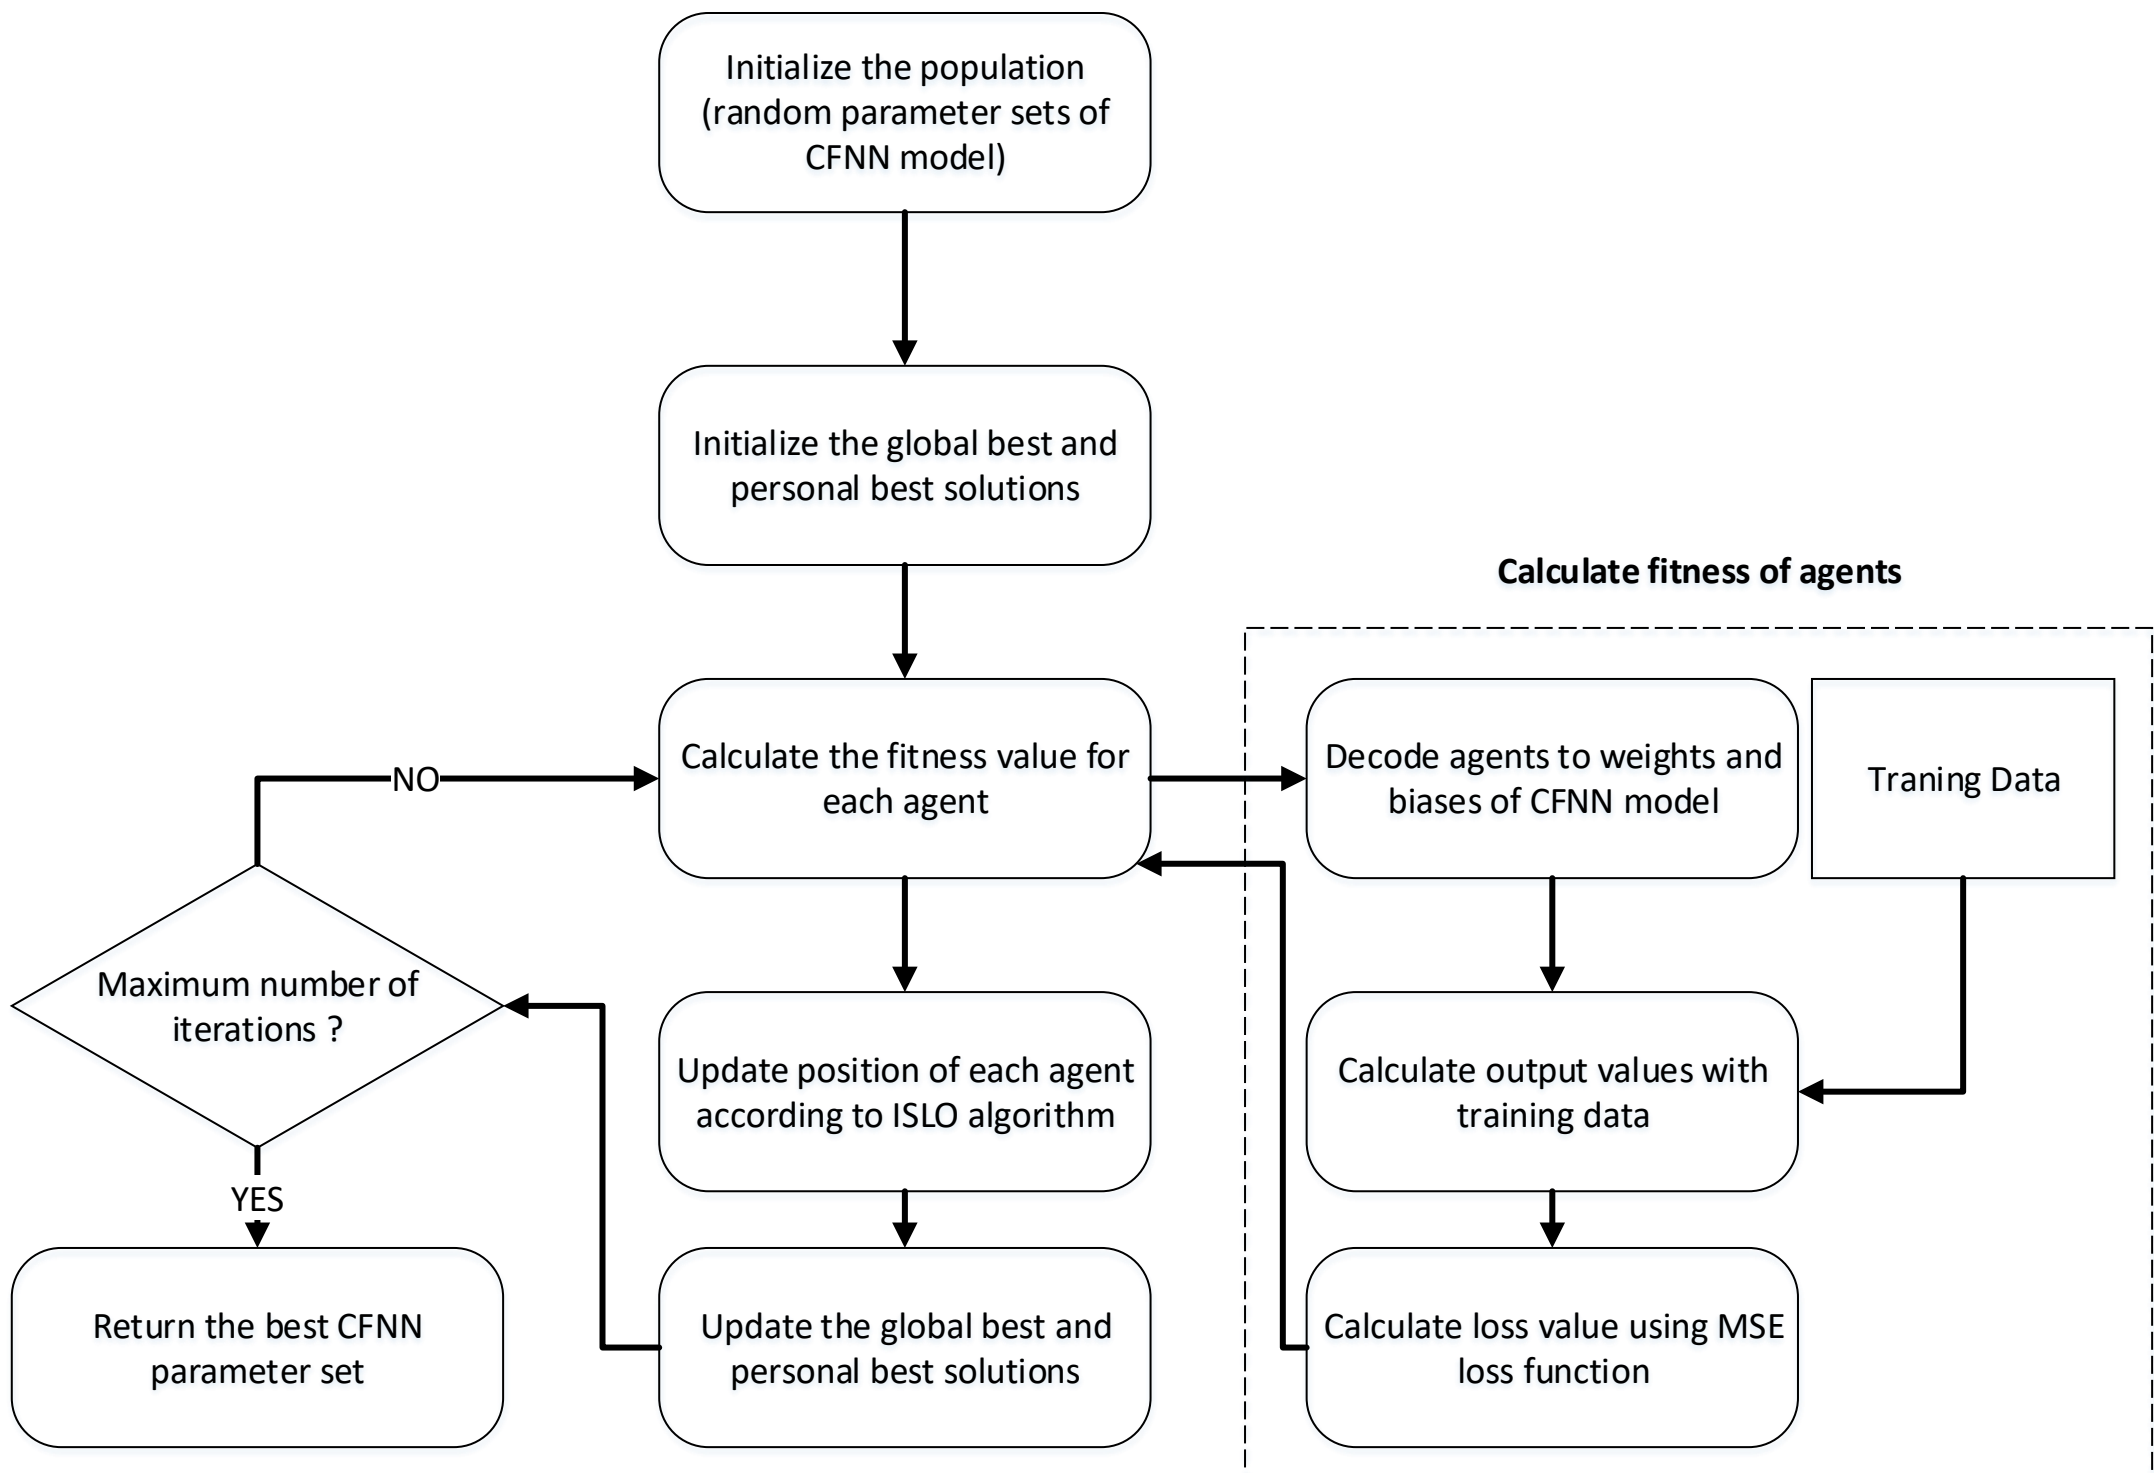 Initialize the population
(random parameter sets of
CFNN model)
Initialize the global best and
personal best solutions
Calculate fitness of agents
Calculate the fitness value for
each agent
Decode agents to weights and
biases of CFNN model
Traning Data
NO
Maximum number of
iterations ?
Update position of each agent
according to ISLO algorithm
Calculate output values with
training data
YES
Return the best CFNN
parameter set
Update the global best and
personal best solutions
Calculate loss value using MSE
loss function